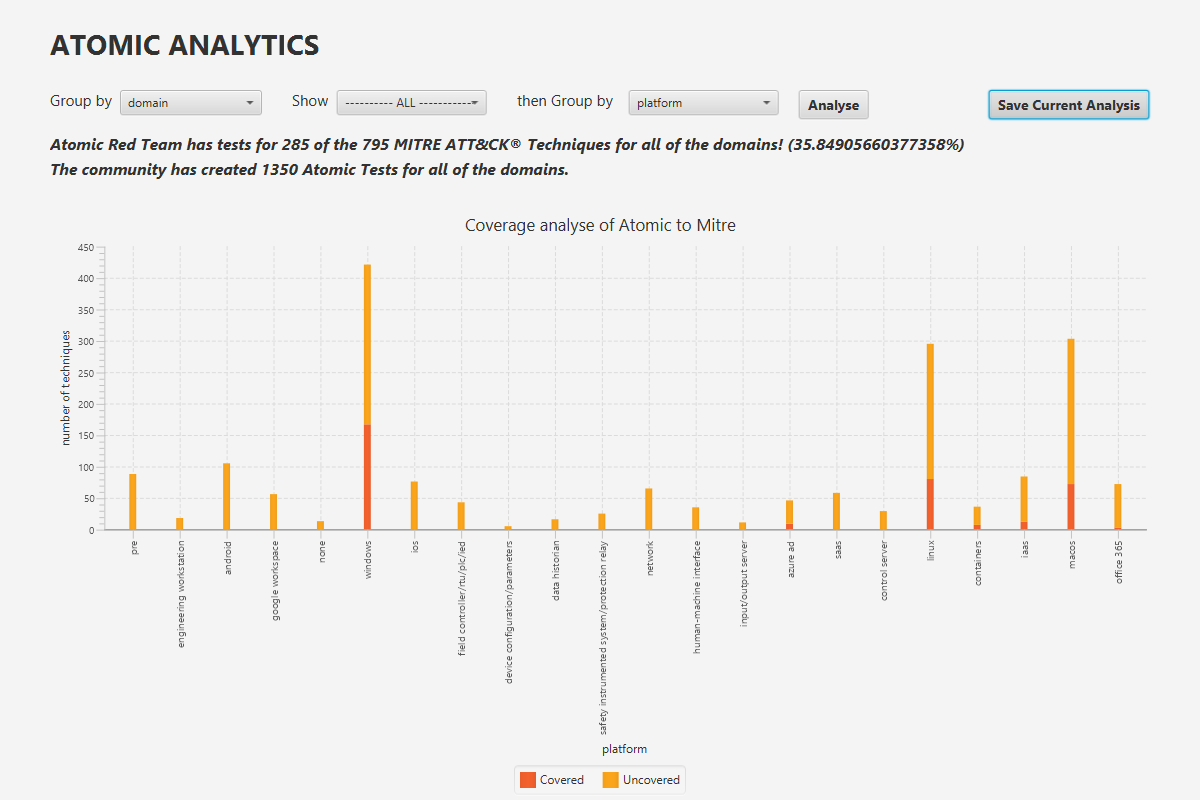 ATOMIC ANALYTICS
Group by domain Show ---------- ALL ----------- then Group by platform Analyse Save Current Analysis
Atomic Red Team has tests for 285 of the 795 MITRE ATT&CK® Techniques for all of the domains! (35.84905660377358%)
The community has created 1350 Atomic Tests for all of the domains.
Coverage analyse of Atomic to Mitre
number of techniques
450
400
350
300
250
200
150
100
50
0
pre
engineering workstation
android
google workspace
none
windows
ios
field controller/rtu/plc/ied
device configuration/parameters
data historian
safety instrumented system/protection relay
network
human-machine interface
input/output server
azure ad
saas
control server
linux
containers
iaas
macos
office 365
platform
Covered Uncovered